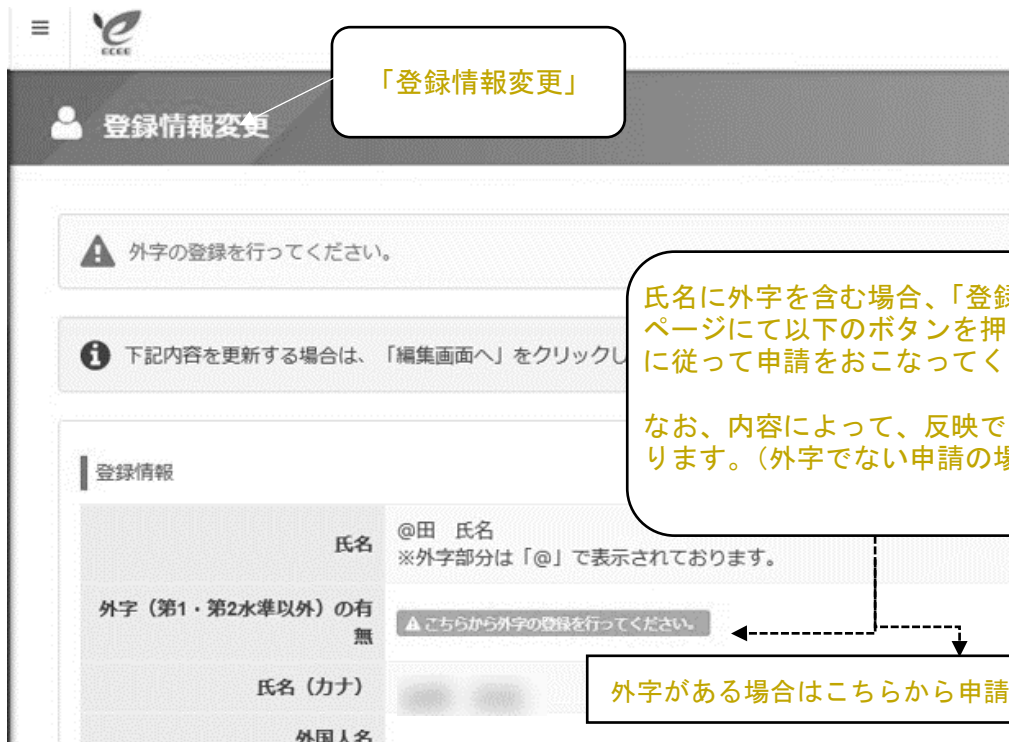 ECEE
「登録情報変更」
登録情報変更
外字の登録を行ってください。
氏名に外字を含む場合、「登録
ページにて以下のボタンを押
に従って申請をおこなってく
なお、内容によって、反映で
ります。（外字でない申請の場
下記内容を更新する場合は、「編集画面へ」をクリックし
登録情報
氏名
@田 氏名
※外字部分は「@」で表示されております。
外字（第1・第2水準以外）の有
無
こちらから外字の登録を行ってください。
氏名（カナ）
外字がある場合はこちらから申請
外国人名